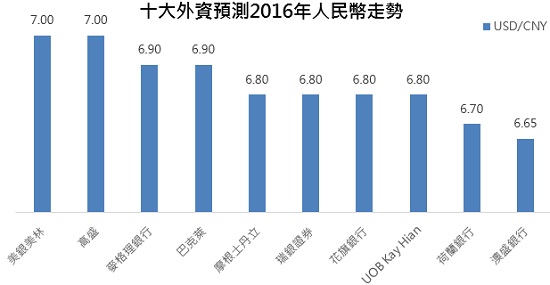 十大外資預測2016年人民幣走勢
USD/CNY
7.00
7.00
6.90
6.90
6.80
6.80
6.80
6.80
6.70
6.65
美銀美林
高盛
麥格理銀行
巴克萊
摩根士丹立
瑞銀證券
花旗銀行
UOB Kay Hian
荷蘭銀行
澳盛銀行